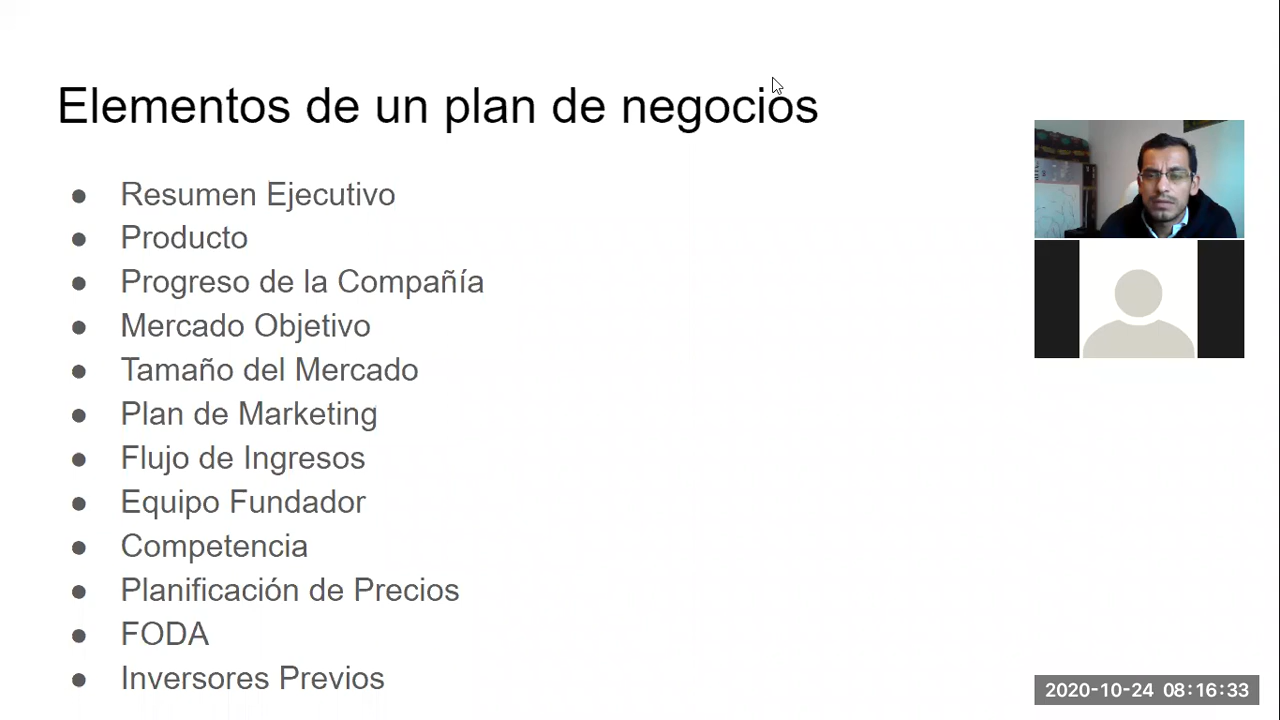 Elementos de un plan de negocios
● Resumen Ejecutivo
● Producto
● Progreso de la Compañía
● Mercado Objetivo
● Tamaño del Mercado
● Plan de Marketing
● Flujo de Ingresos
● Equipo Fundador
● Competencia
● Planificación de Precios
● FODA
● Inversores Previos
2020-10-24 08:16:33